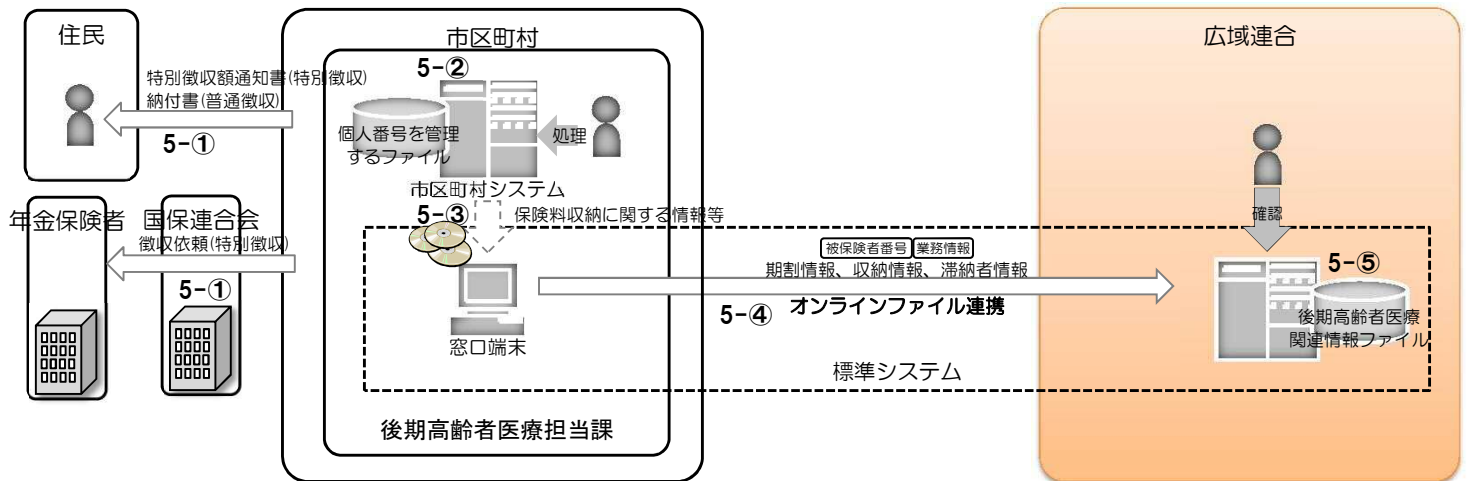 住民
特別徴収額通知書(特別徴収)
納付書(普通徴収)
5-①
年金保険者
国保連合会
徴収依頼(特別徴収)
5-①
市区町村
5-②
個人番号を管理
するファイル
処理
市区町村システム
5-③
保険料収納に関する情報等
窓口端末
後期高齢者医療担当課
被保険者番号 業務情報
期割情報、収納情報、滞納者情報
5-④ オンラインファイル連携
標準システム
広域連合
確認
5-⑤
後期高齢者医療
関連情報ファイル